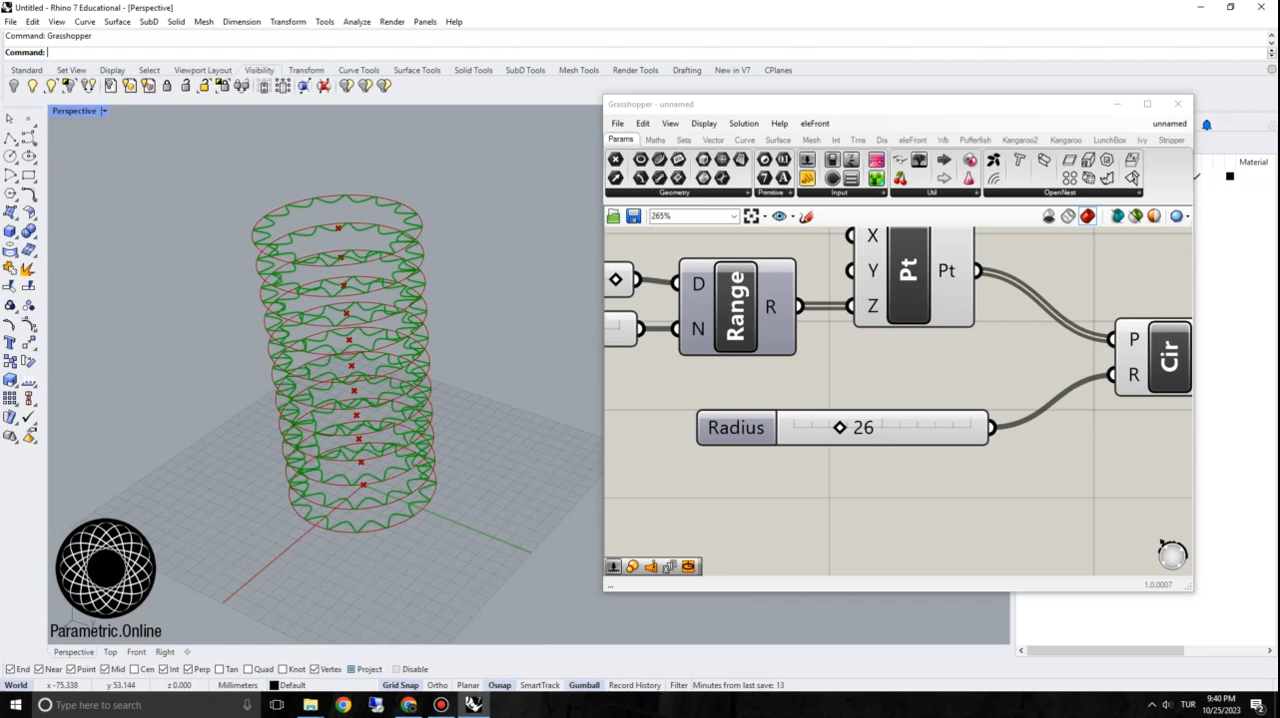 Untitled - Rhino 7 Educational - [Perspective]
File Edit View Curve Surface SubD Solid Mesh Dimension Transform Tools Analyze Render Panels Help
Command: Grasshopper
Command:
Standard Set View Display Select Viewport Layout Visibility Transform Curve Tools Surface Tools Solid Tools SubD Tools Mesh Tools Render Tools Drafting New in V7 CPlanes
Perspective
Grasshopper - unnamed
File Edit View Display Solution Help eleFront unnamed
Params Maths Sets Vector Curve Surface Mesh Int Trns Dis eleFront Wb Pufferfish Kangaroo2 Kangaroo LunchBox Ivy Stripper
Geometry Primitive Input Util OpenNest
Material
265%
X
Y
Z
Pt
Pt
D
N
Range
R
P
R
Cir
Radius 26
...
1.0.0007
Parametric.Online
Perspective Top Front Right
End Near Point Mid Cen Int Perp Tan Quad Knot Vertex Project Disable
World x -75.338 y 53.144 z 0.000 Millimeters Default Grid Snap Ortho Planar Osnap SmartTrack Gumball Record History Filter Minutes from last save: 13
Type here to search
TUR
9:40 PM
10/25/2023
2